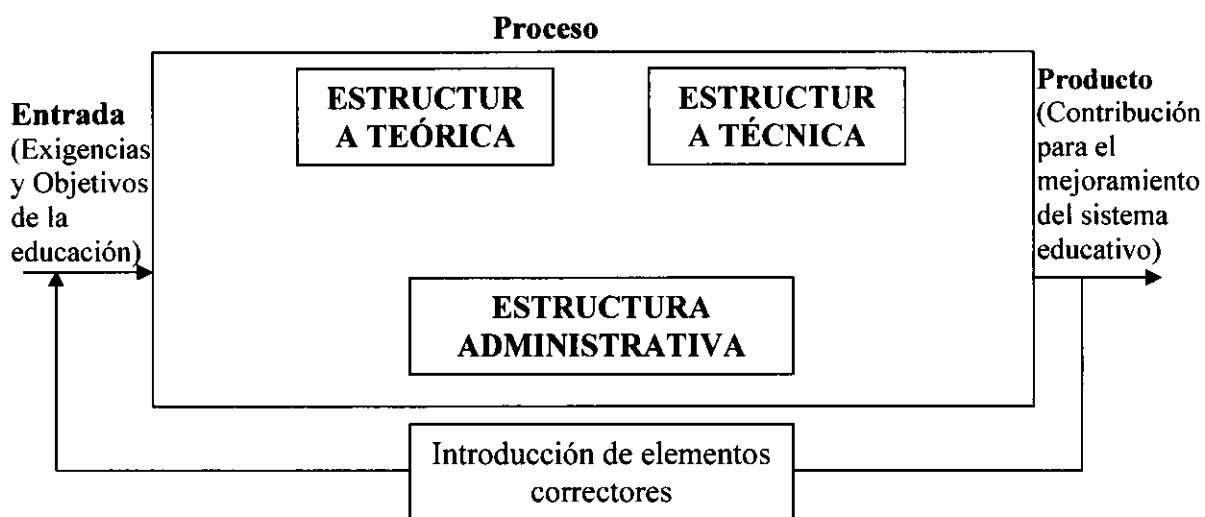 Proceso
Entrada
(Exigencias
y Objetivos
de la
educación)
ESTRUCTUR
A TEÓRICA
ESTRUCTUR
A TÉCNICA
ESTRUCTURA
ADMINISTRATIVA
Producto
(Contribución
para el
mejoramiento
del sistema
educativo)
Introducción de elementos
correctores